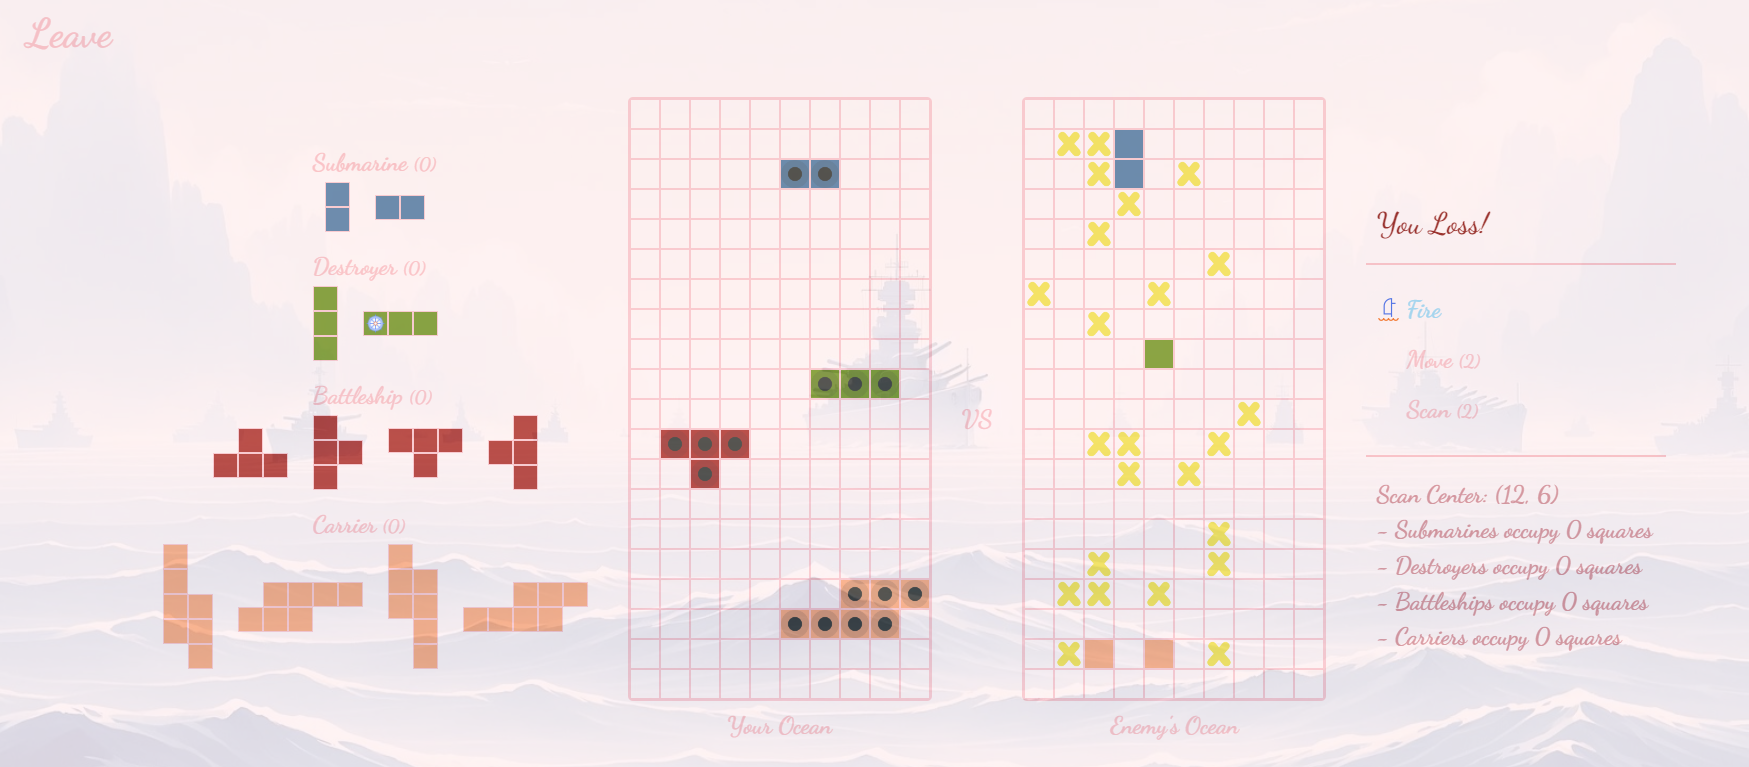 Leave
Submarine (0)
Destroyer (0)
Battleship (0)
Carrier (0)
Your Ocean
VS
Enemy's Ocean
You Loss!
Fire
Move (2)
Scan (2)
Scan Center: (12, 6)
- Submarines occupy 0 squares
- Destroyers occupy 0 squares
- Battleships occupy 0 squares
- Carriers occupy 0 squares